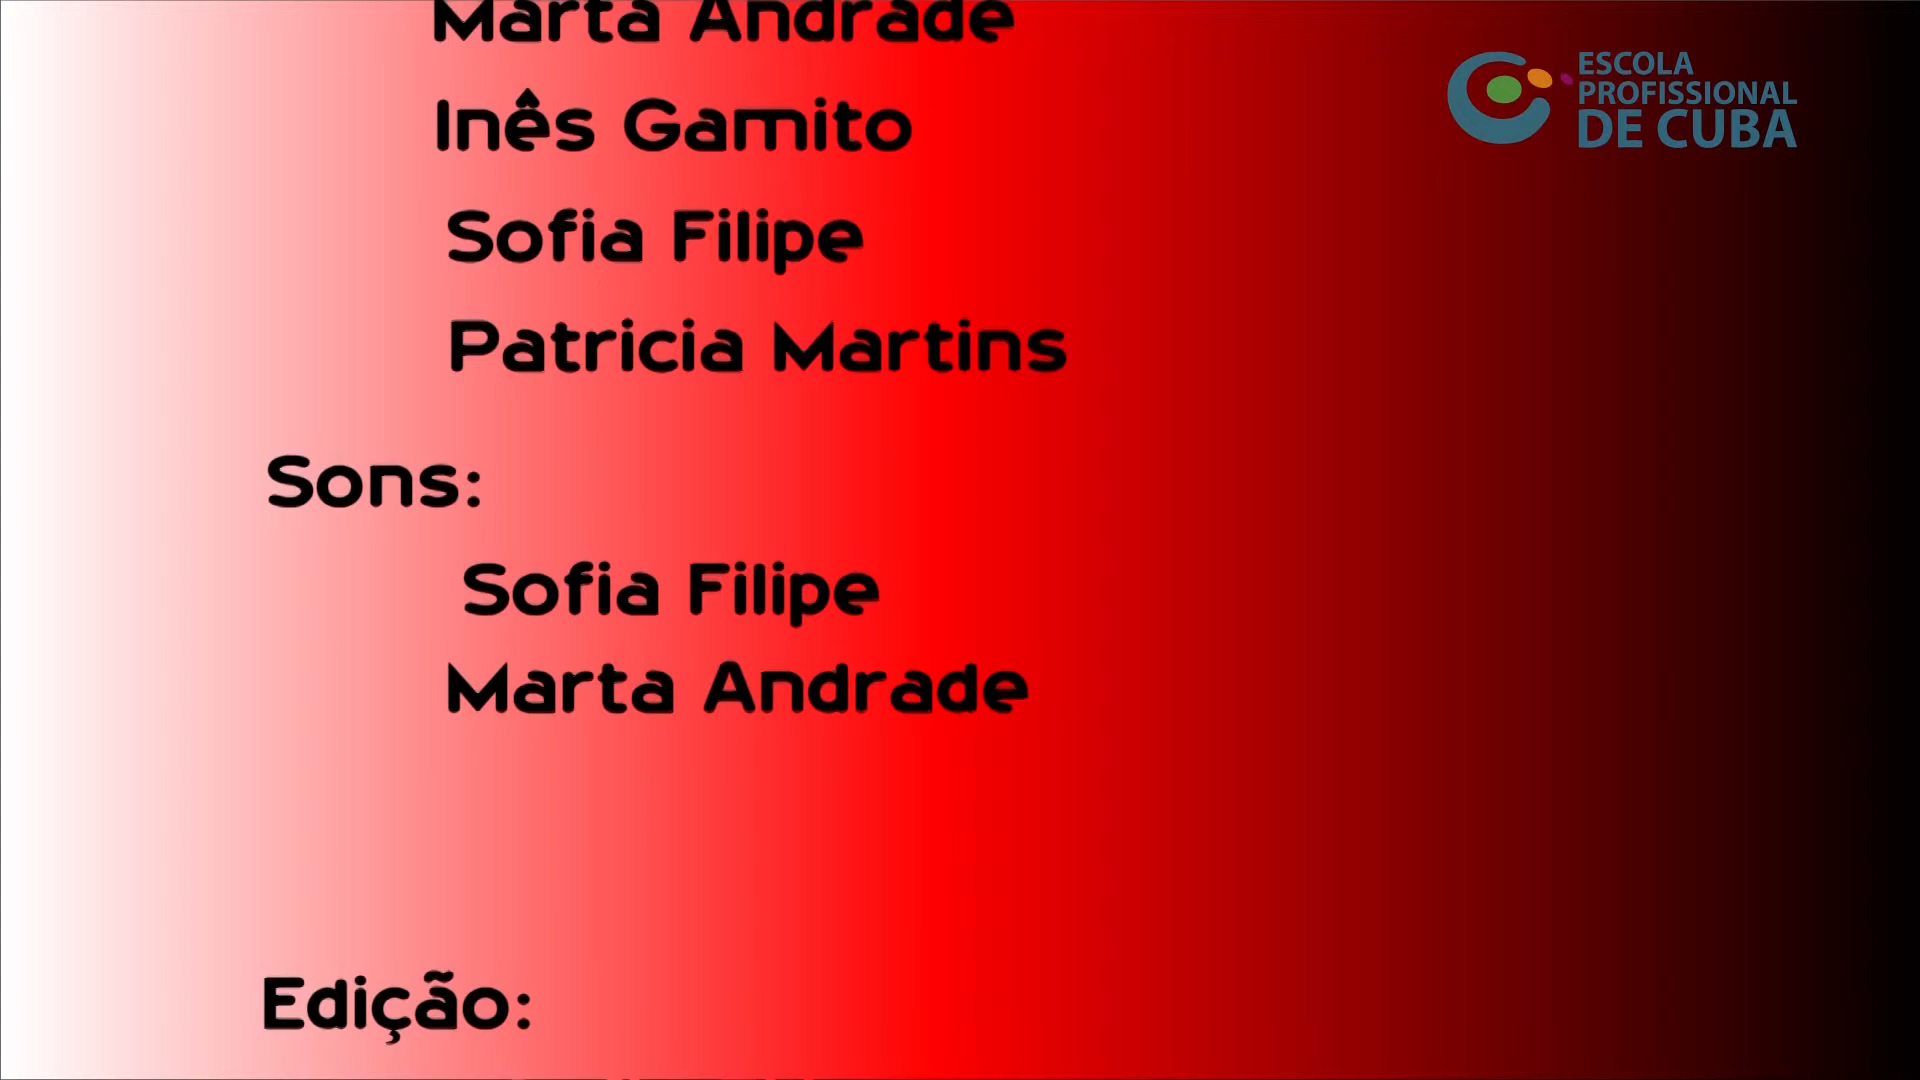 Marta Andrade
Inês Gamito
Sofia Filipe
Patricia Martins
Sons:
Sofia Filipe
Marta Andrade
Edição:
ESCOLA
PROFISSIONAL
DE CUBA